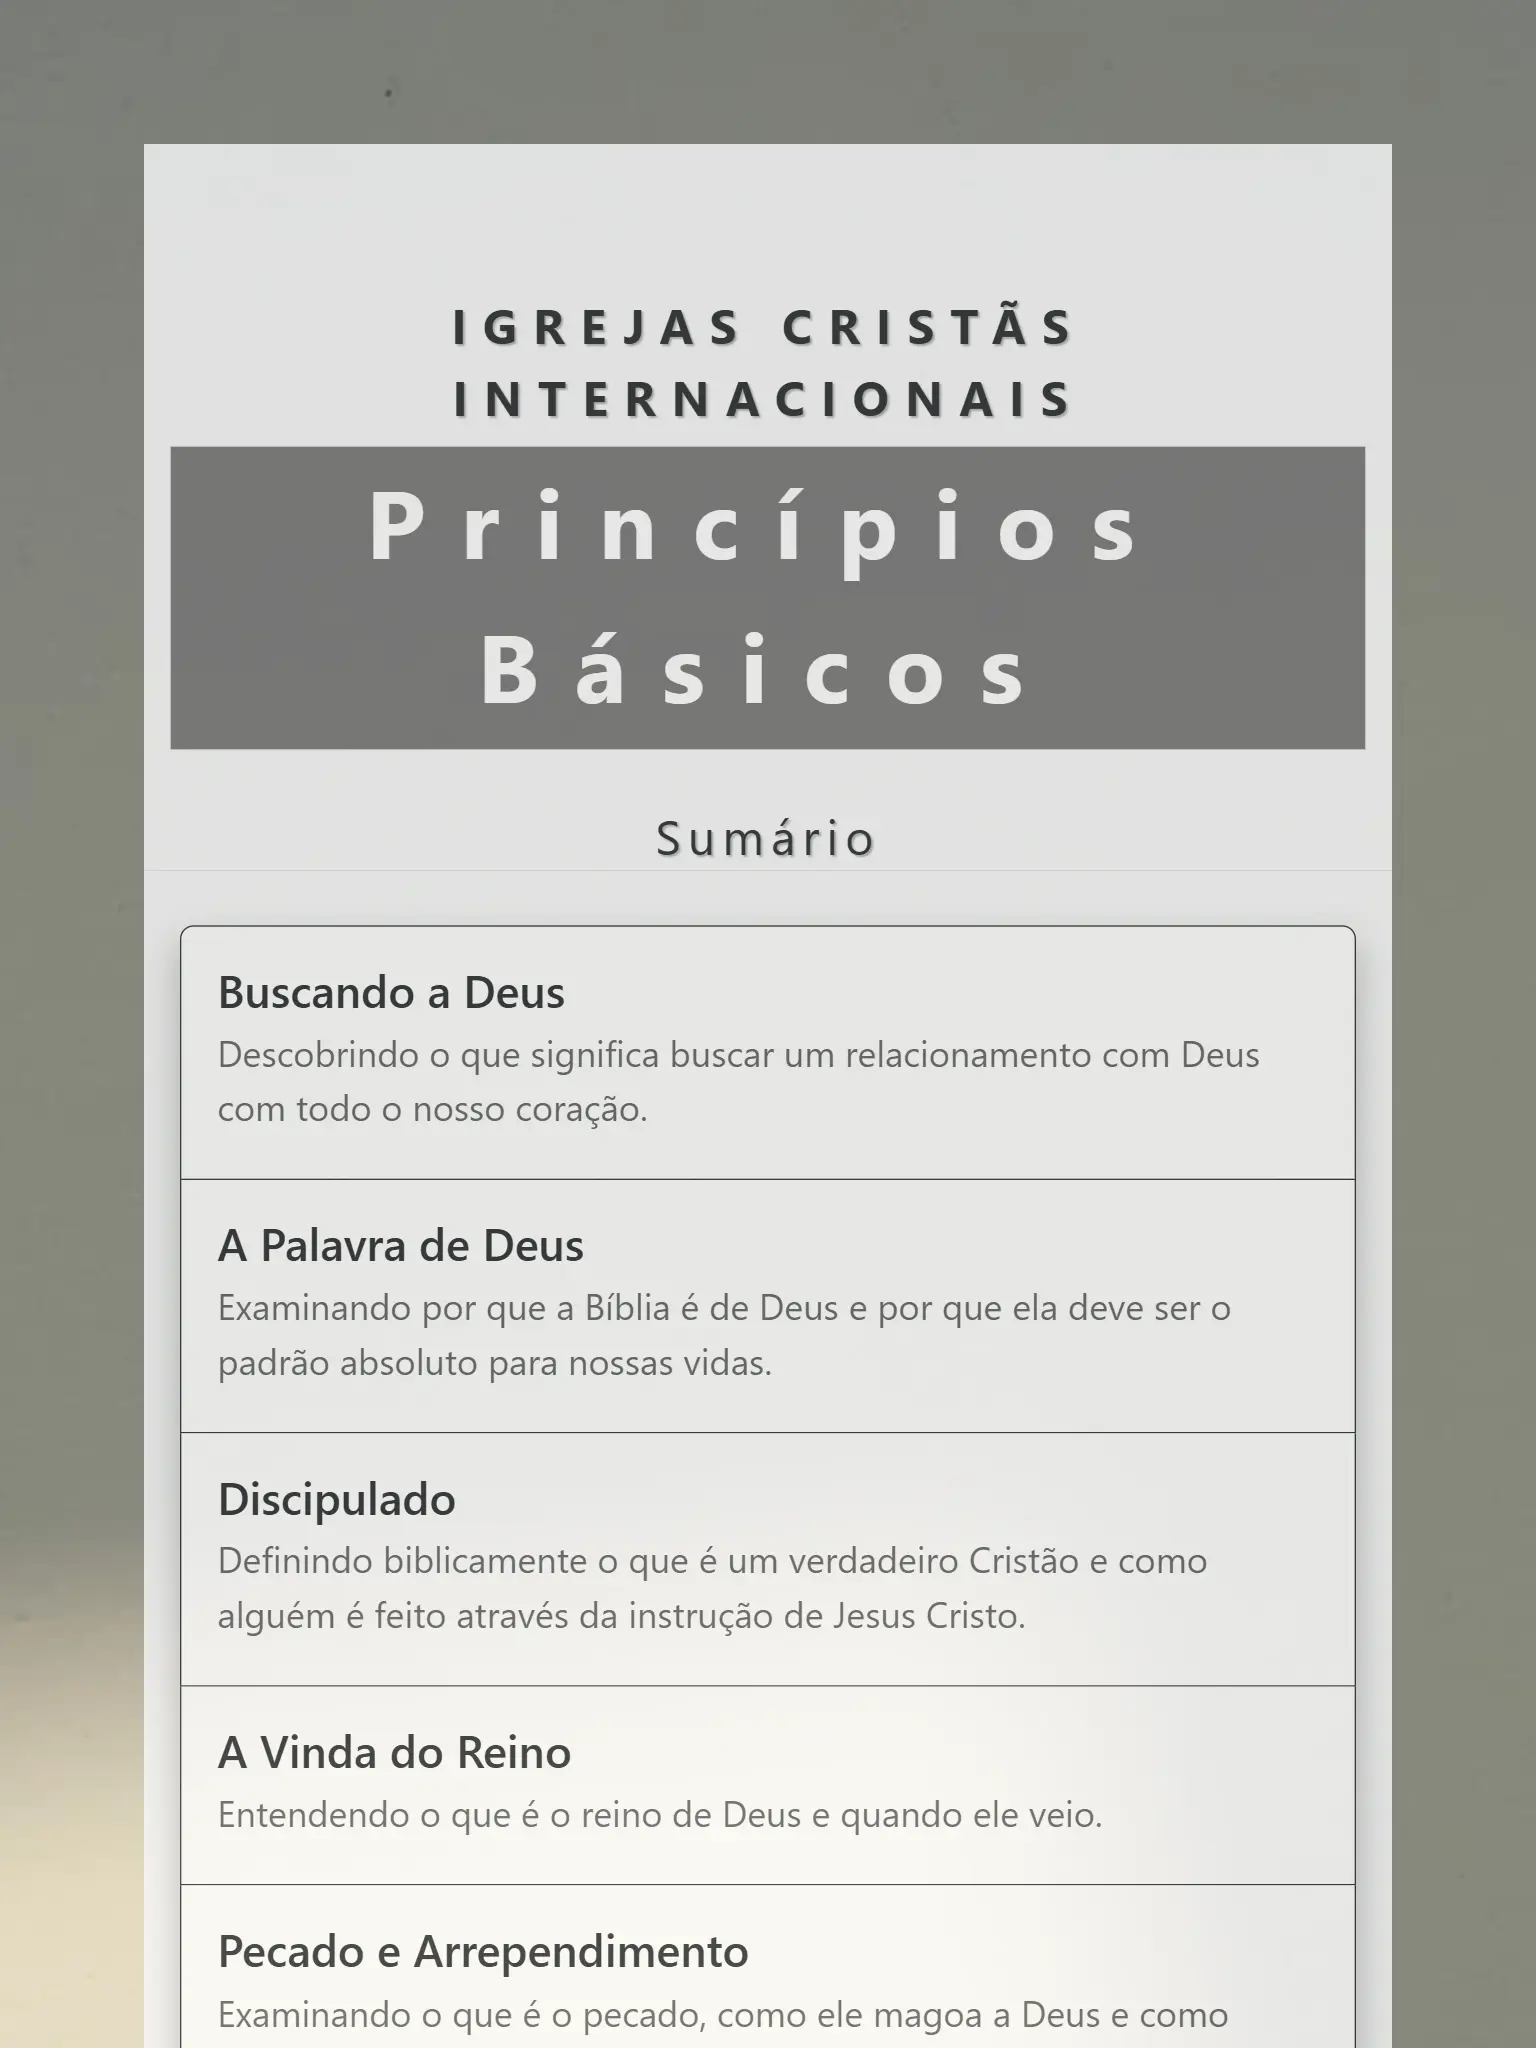 IGREJAS CRISTÃS
INTERNACIONAIS
Princípios
Básicos
Sumário
Buscando a Deus
Descobrindo o que significa buscar um relacionamento com Deus
com todo o nosso coração.
A Palavra de Deus
Examinando por que a Bíblia é de Deus e por que ela deve ser o
padrão absoluto para nossas vidas.
Discipulado
Definindo biblicamente o que é um verdadeiro Cristão e como
alguém é feito através da instrução de Jesus Cristo.
A Vinda do Reino
Entendendo o que é o reino de Deus e quando ele veio.
Pecado e Arrependimento
Examinando o que é o pecado, como ele magoa a Deus e como